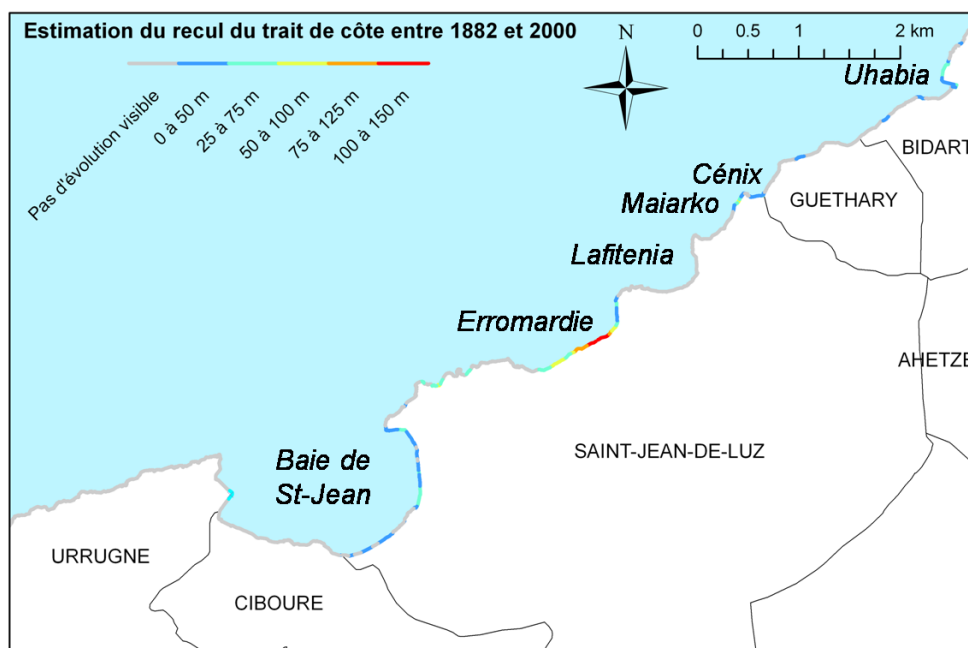 Estimation du recul du trait de côte entre 1882 et 2000
Pas d'évolution visible
0 à 50 m
25 à 75 m
50 à 100 m
75 à 125 m
100 à 150 m
N
0 0.5 1 2 km
Uhabia
BIDART
Cénix
GUETHARY
Maiarko
Lafitenia
Erromardie
AHETZE
SAINT-JEAN-DE-LUZ
Baie de
St-Jean
URRUGNE
CIBOURE